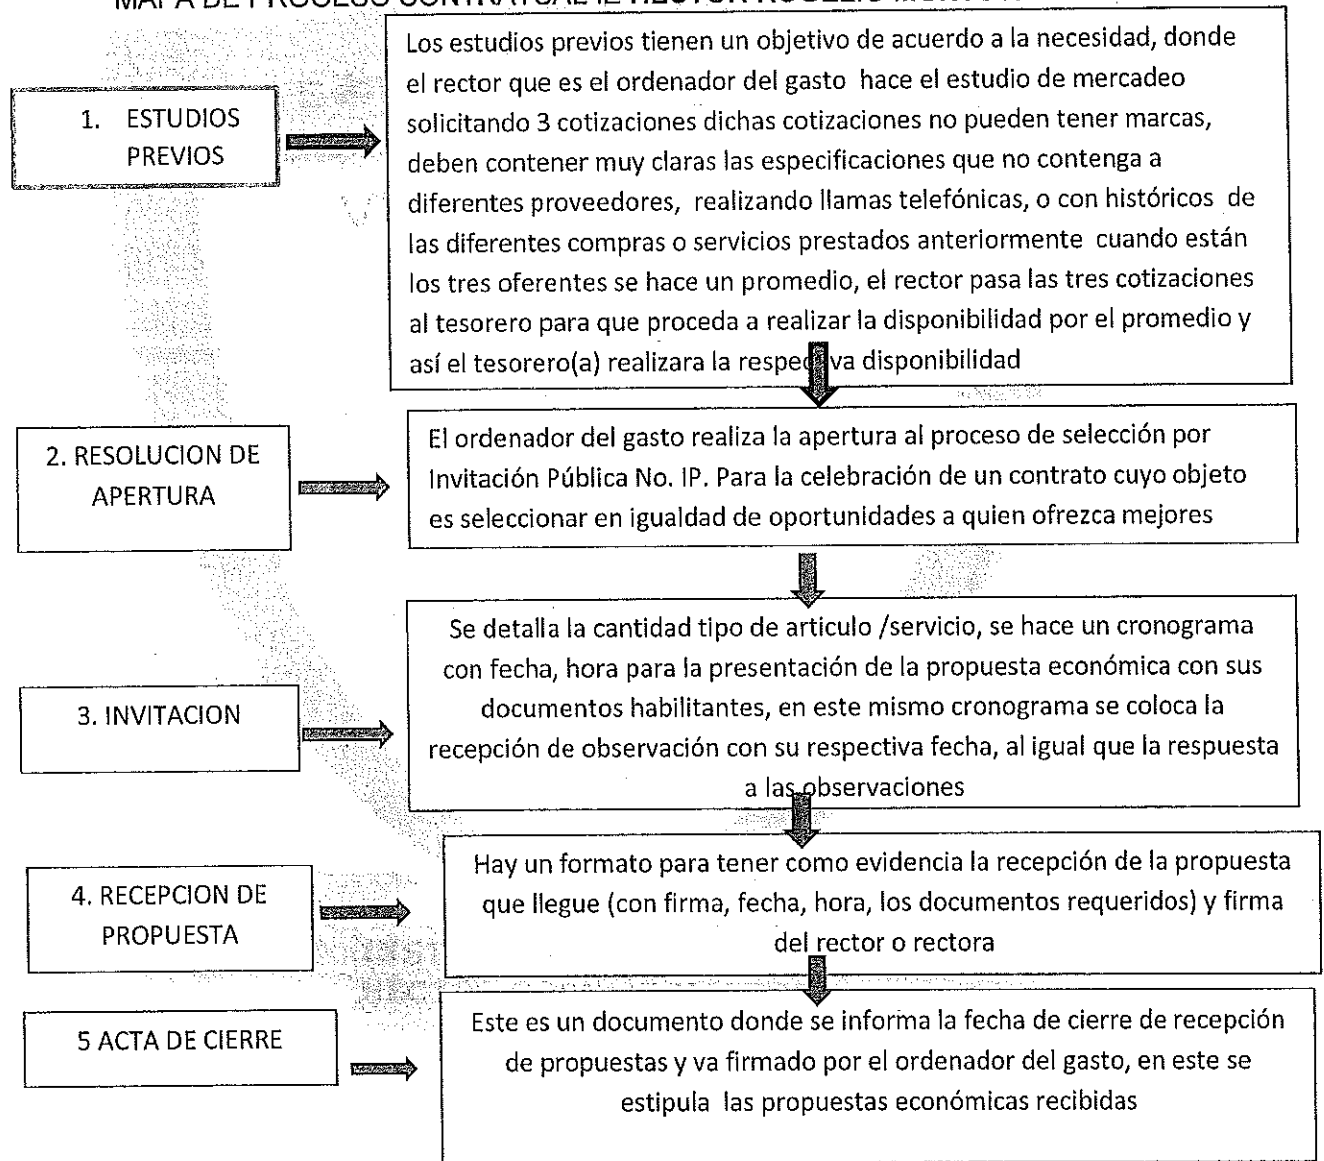 MAPA DE PROCESO CONTRATUAL IE
1. ESTUDIOS
PREVIOS
Los estudios previos tienen un objetivo de acuerdo a la necesidad, donde
el rector que es el ordenador del gasto hace el estudio de mercadeo
solicitando 3 cotizaciones dichas cotizaciones no pueden tener marcas,
deben contener muy claras las especificaciones que no contenga a
diferentes proveedores, realizando llamas telefónicas, o con históricos de
las diferentes compras o servicios prestados anteriormente cuando están
los tres oferentes se hace un promedio, el rector pasa las tres cotizaciones
al tesorero para que proceda a realizar la disponibilidad por el promedio y
así el tesorero(a) realizara la respectiva disponibilidad
2. RESOLUCION DE
APERTURA
El ordenador del gasto realiza la apertura al proceso de selección por
Invitación Pública No. IP. Para la celebración de un contrato cuyo objeto
es seleccionar en igualdad de oportunidades a quien ofrezca mejores
3. INVITACION
Se detalla la cantidad tipo de articulo /servicio, se hace un cronograma
con fecha, hora para la presentación de la propuesta económica con sus
documentos habilitantes, en este mismo cronograma se coloca la
recepción de observación con su respectiva fecha, al igual que la respuesta
a las observaciones
4. RECEPCION DE
PROPUESTA
Hay un formato para tener como evidencia la recepción de la propuesta
que llegue (con firma, fecha, hora, los documentos requeridos) y firma
del rector o rectora
5 ACTA DE CIERRE
Este es un documento donde se informa la fecha de cierre de recepción
de propuestas y va firmado por el ordenador del gasto, en este se
estipula las propuestas económicas recibidas